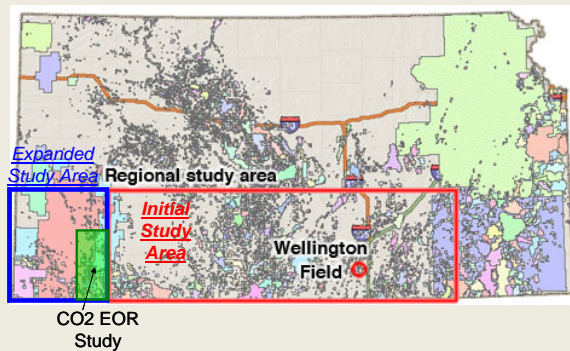 Expanded
Study Area
Regional study area
Initial
Study
Area
Wellington
Field
CO2 EOR
Study